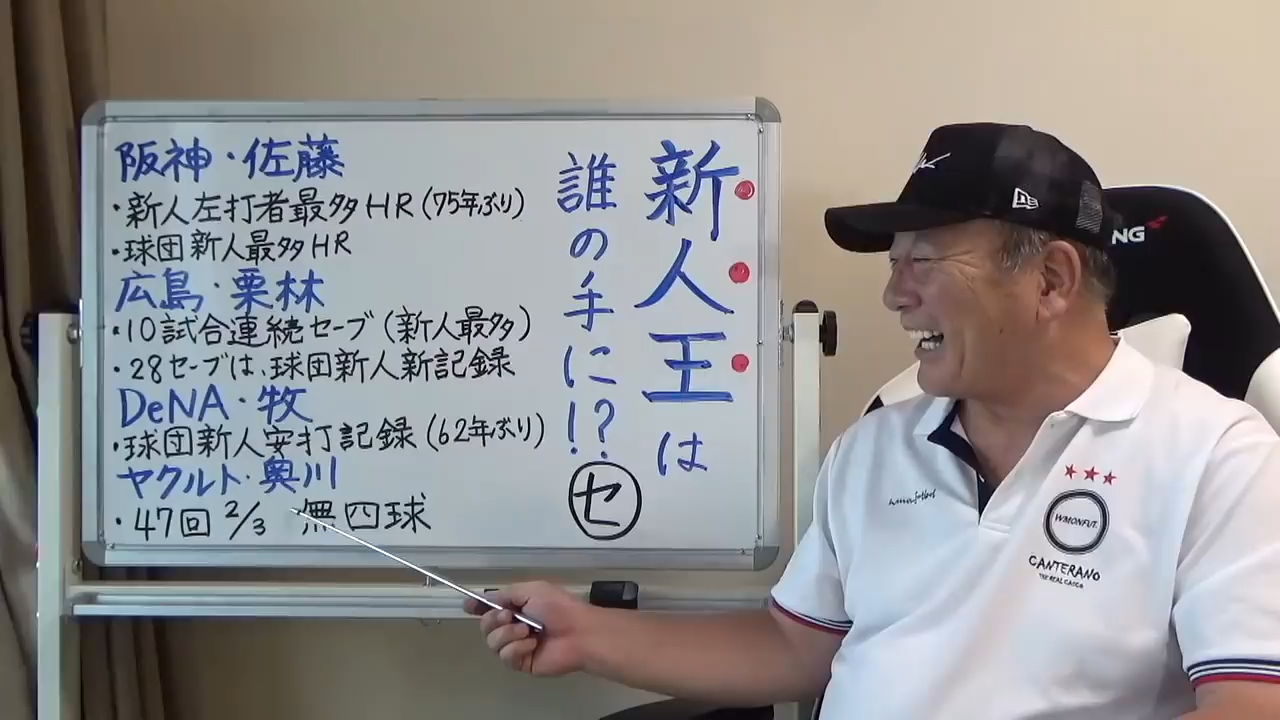 新人王は
誰の手に!?
セ
阪神・佐藤
・新人左打者最多HR(75年ぶり)
・球団新人最多HR
広島・栗林
・10試合連続セーブ(新人最多)
・28セーブは、球団新人新記録
DeNA・牧
・球団新人安打記録(62年ぶり)
ヤクルト・奥川
・47回 2/3 無四球
NG
WMONFUT.
CANTERANO
THE REAL CASCO